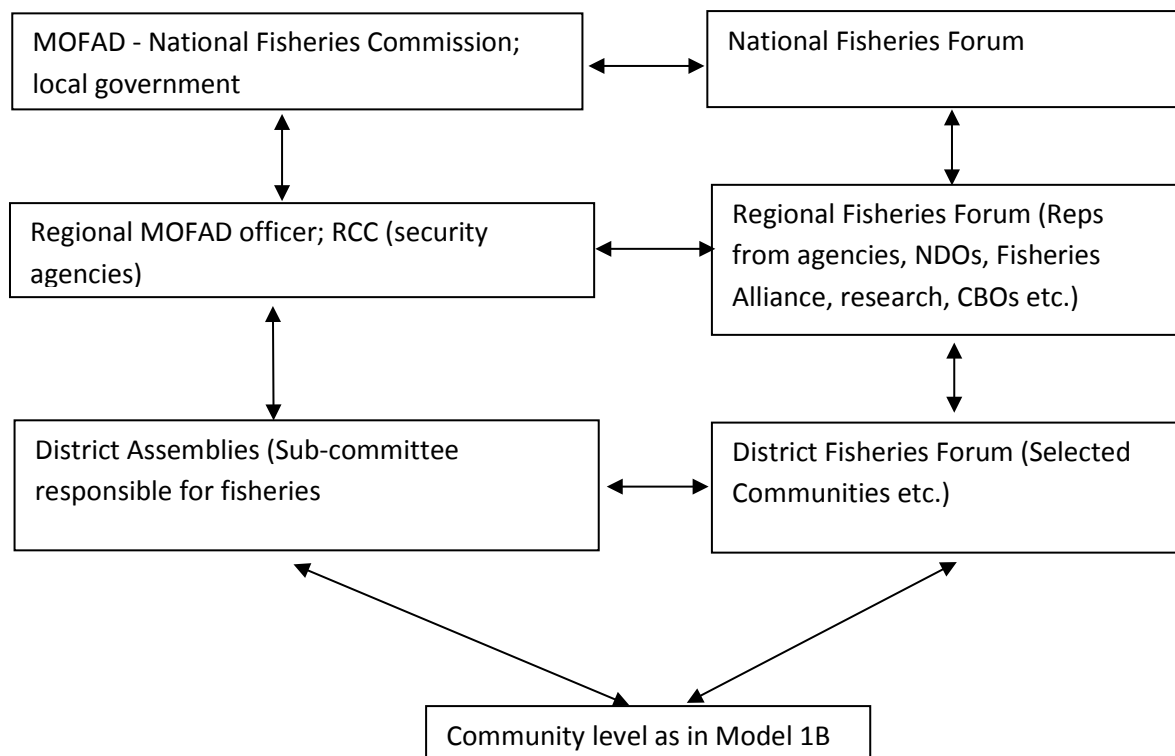 MOFAD - National Fisheries Commission;
local government
National Fisheries Forum
Regional MOFAD officer; RCC (security
agencies)
Regional Fisheries Forum (Reps
from agencies, NDOs, Fisheries
Alliance, research, CBOs etc.)
District Assemblies (Sub-committee
responsible for fisheries
District Fisheries Forum (Selected
Communities etc.)
Community level as in Model 1B